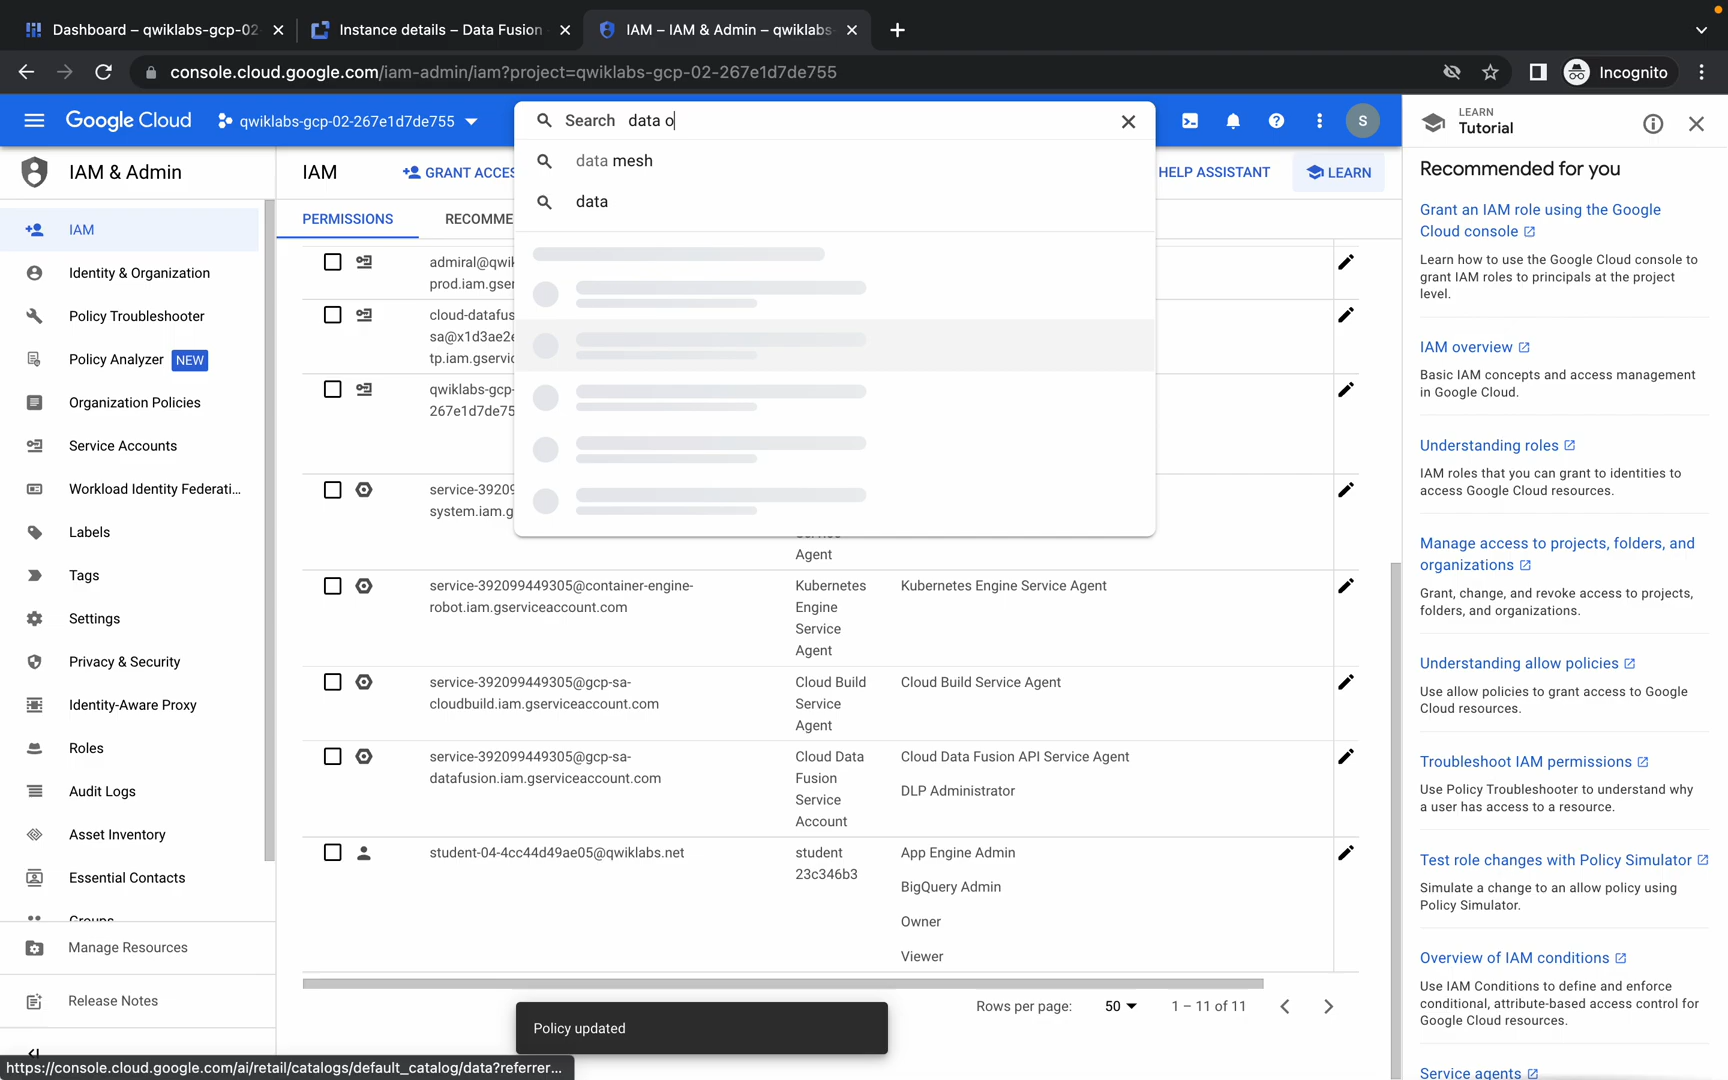 Dashboard – qwiklabs-gcp-02
Instance details – Data Fusion
IAM – IAM & Admin – qwiklabs-
console.cloud.google.com/iam-admin/iam?project=qwiklabs-gcp-02-267e1d7de755
Incognito
Google Cloud
qwiklabs-gcp-02-267e1d7de755
Search data o
S
data mesh
data
LEARN
Tutorial
IAM & Admin
IAM
GRANT ACCES
HELP ASSISTANT
LEARN
PERMISSIONS
RECOMME
IAM
Identity & Organization
Policy Troubleshooter
Policy Analyzer NEW
Organization Policies
Service Accounts
Workload Identity Federati...
Labels
Tags
Settings
Privacy & Security
Identity-Aware Proxy
Roles
Audit Logs
Asset Inventory
Essential Contacts
Groups
Manage Resources
Release Notes
admiral@qwik
prod.iam.gser
cloud-datafus
sa@x1d3ae2e
tp.iam.gservic
qwiklabs-gcp-
267e1d7de75
service-39209
system.iam.g
Service
Agent
service-392099449305@container-engine-
robot.iam.gserviceaccount.com
Kubernetes
Engine
Service
Agent
Kubernetes Engine Service Agent
service-392099449305@gcp-sa-
cloudbuild.iam.gserviceaccount.com
Cloud Build
Service
Agent
Cloud Build Service Agent
service-392099449305@gcp-sa-
datafusion.iam.gserviceaccount.com
Cloud Data
Fusion
Service
Account
Cloud Data Fusion API Service Agent
DLP Administrator
student-04-4cc44d49ae05@qwiklabs.net
student
23c346b3
App Engine Admin
BigQuery Admin
Owner
Viewer
Rows per page:
50
1 – 11 of 11
Policy updated
https://console.cloud.google.com/ai/retail/catalogs/default_catalog/data?referrer...
Recommended for you
Grant an IAM role using the Google
Cloud console
Learn how to use the Google Cloud console to
grant IAM roles to principals at the project
level.
IAM overview
Basic IAM concepts and access management
in Google Cloud.
Understanding roles
IAM roles that you can grant to identities to
access Google Cloud resources.
Manage access to projects, folders, and
organizations
Grant, change, and revoke access to projects,
folders, and organizations.
Understanding allow policies
Use allow policies to grant access to Google
Cloud resources.
Troubleshoot IAM permissions
Use Policy Troubleshooter to understand why
a user has access to a resource.
Test role changes with Policy Simulator
Simulate a change to an allow policy using
Policy Simulator.
Overview of IAM conditions
Use IAM Conditions to define and enforce
conditional, attribute-based access control for
Google Cloud resources.
Service agents